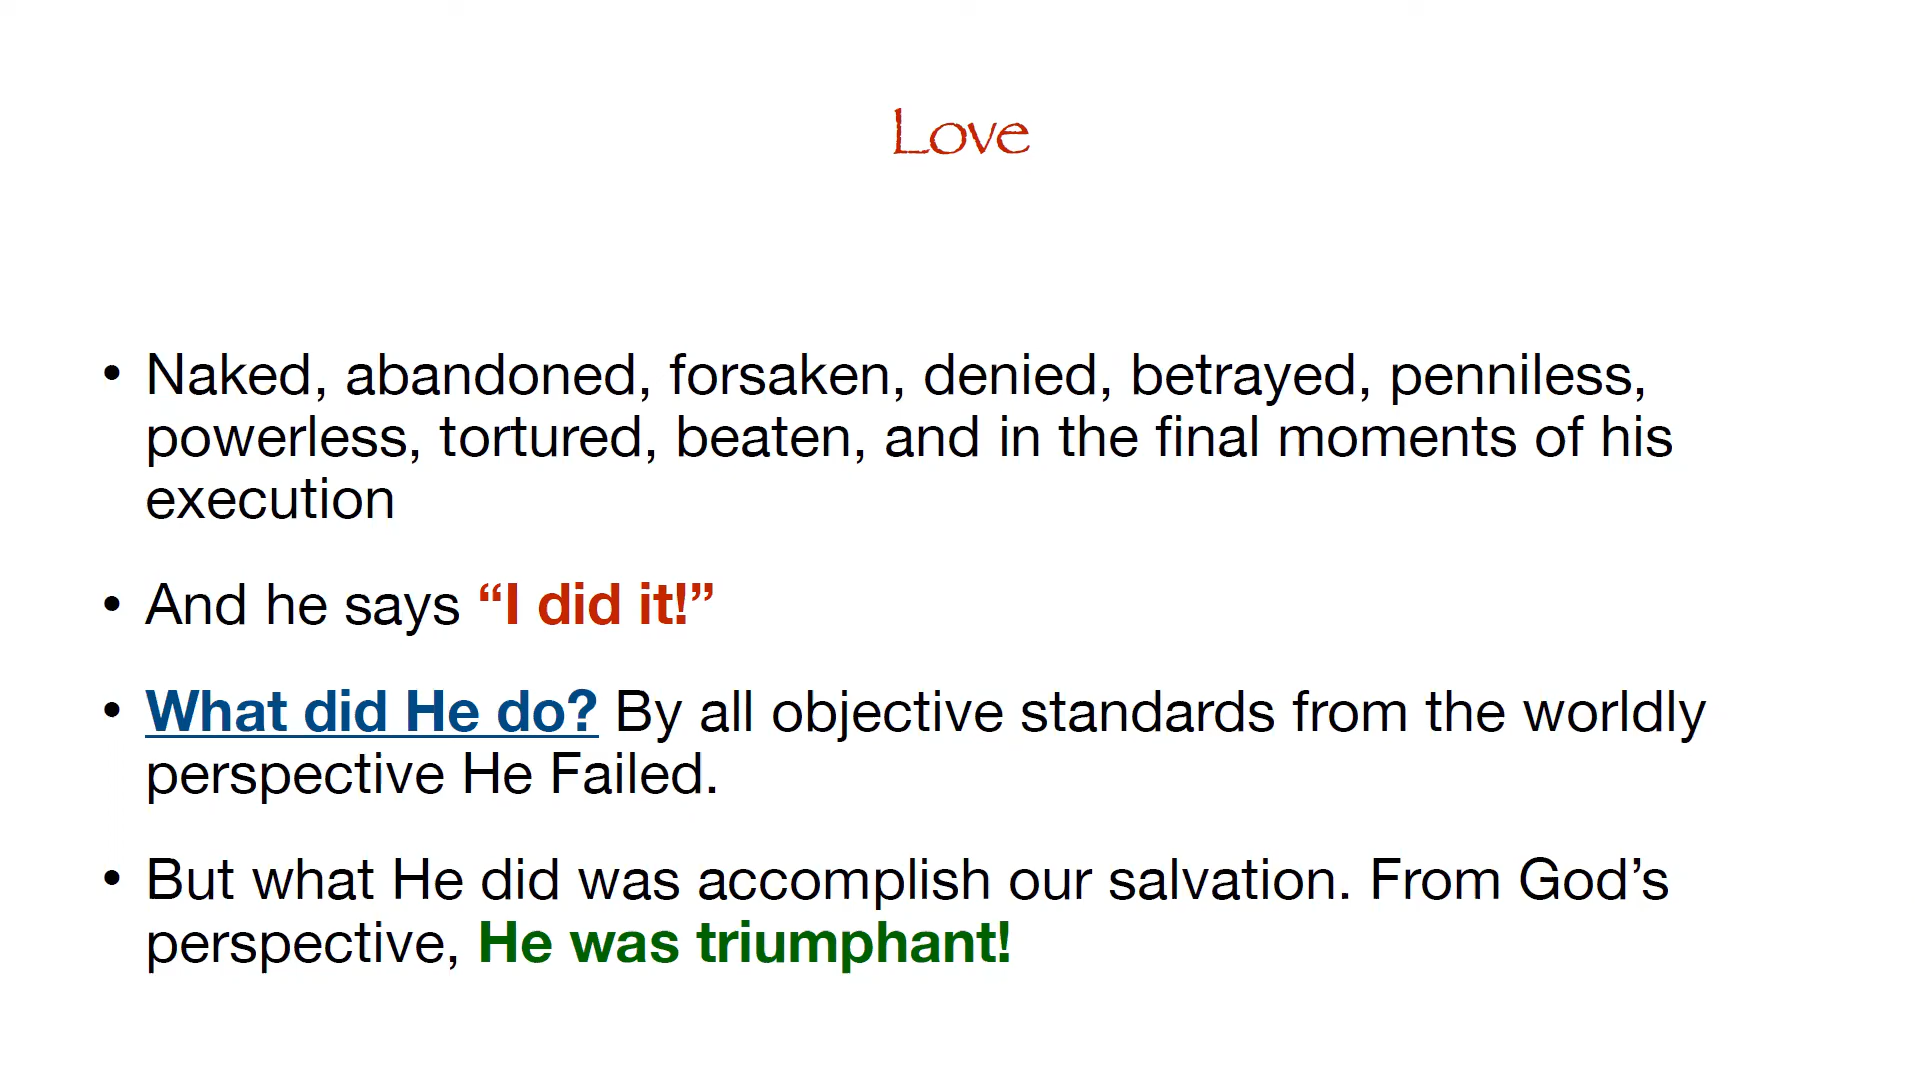 Love
• Naked, abandoned, forsaken, denied, betrayed, penniless,
powerless, tortured, beaten, and in the final moments of his
execution
• And he says “I did it!”
• What did He do? By all objective standards from the worldly
perspective He Failed.
• But what He did was accomplish our salvation. From God’s
perspective, He was triumphant!